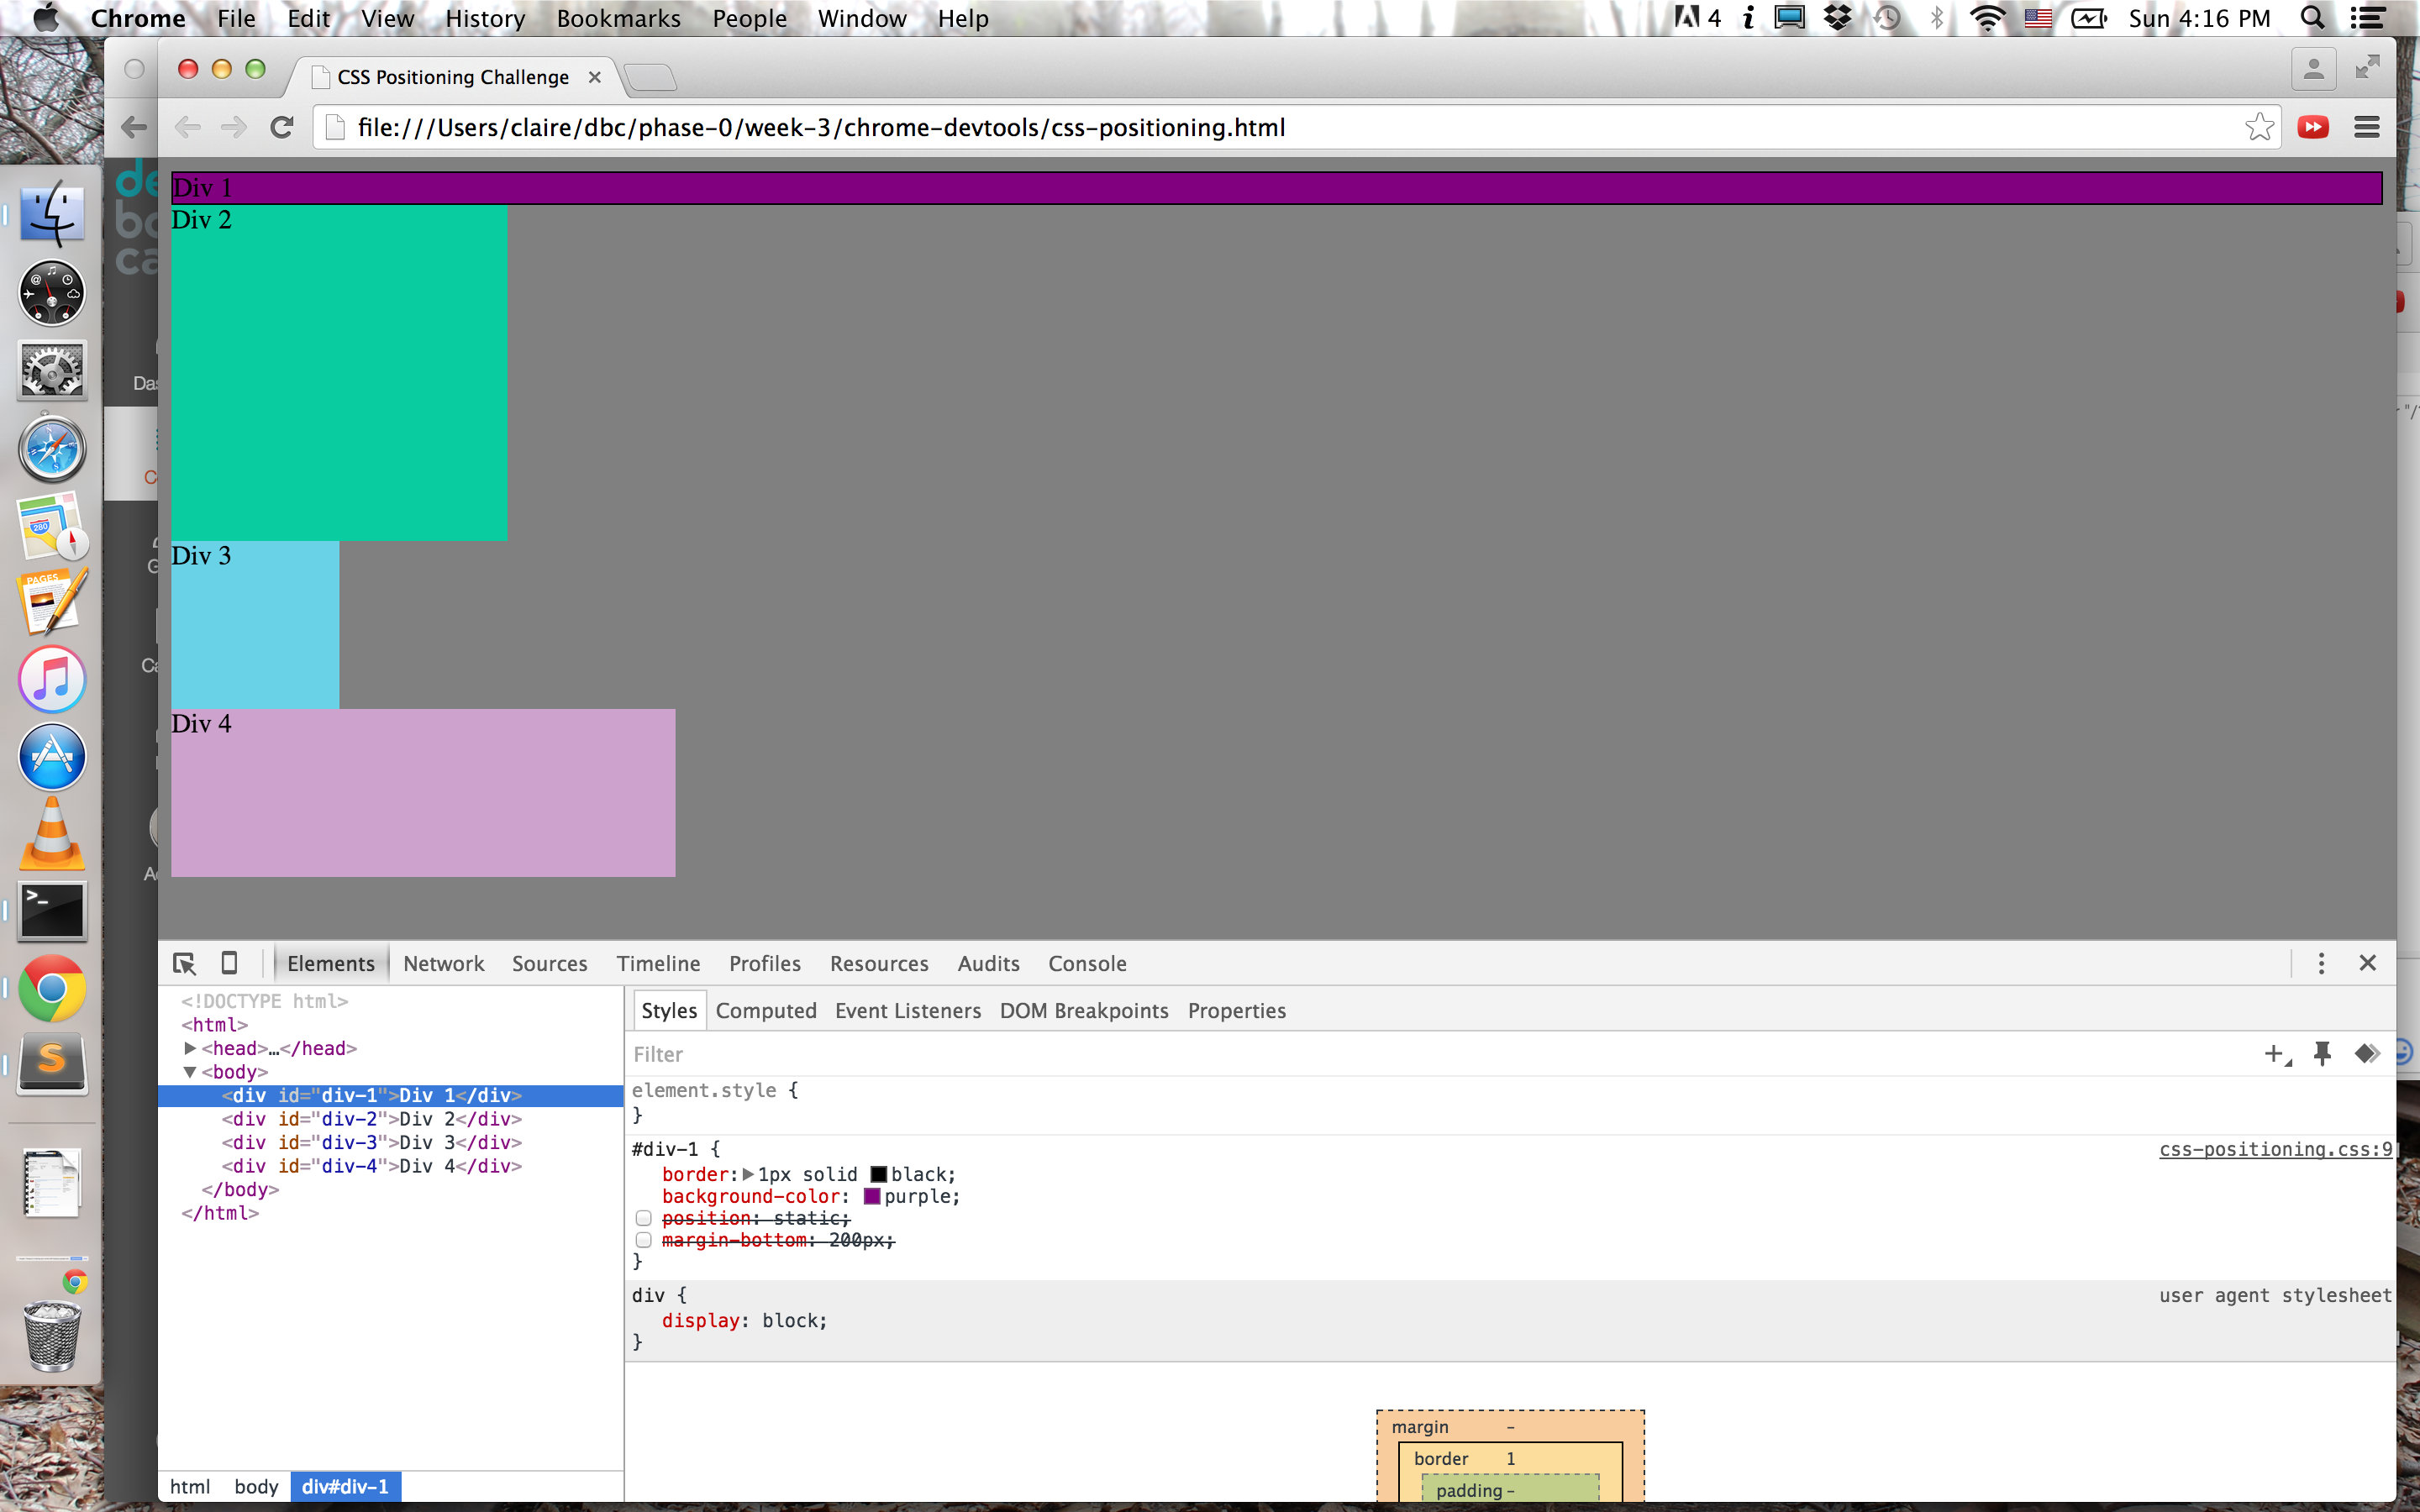 Chrome File Edit View History Bookmarks People Window Help 4 Sun 4:16 PM
CSS Positioning Challenge
file:///Users/claire/dbc/phase-0/week-3/chrome-devtools/css-positioning.html
Div 1
Div 2
Div 3
Div 4
280
PAGES
Elements Network Sources Timeline Profiles Resources Audits Console
<!DOCTYPE html>
<html>
<head>…</head>
<body>
<div id="div-1">Div 1</div>
<div id="div-2">Div 2</div>
<div id="div-3">Div 3</div>
<div id="div-4">Div 4</div>
</body>
</html>
html body div#div-1
Styles Computed Event Listeners DOM Breakpoints Properties
Filter
element.style {
}
#div-1 { css-positioning.css:9
border: 1px solid black;
background-color: purple;
position: static;
margin-bottom: 200px;
}
div { user agent stylesheet
display: block;
}
margin -
border 1
padding -